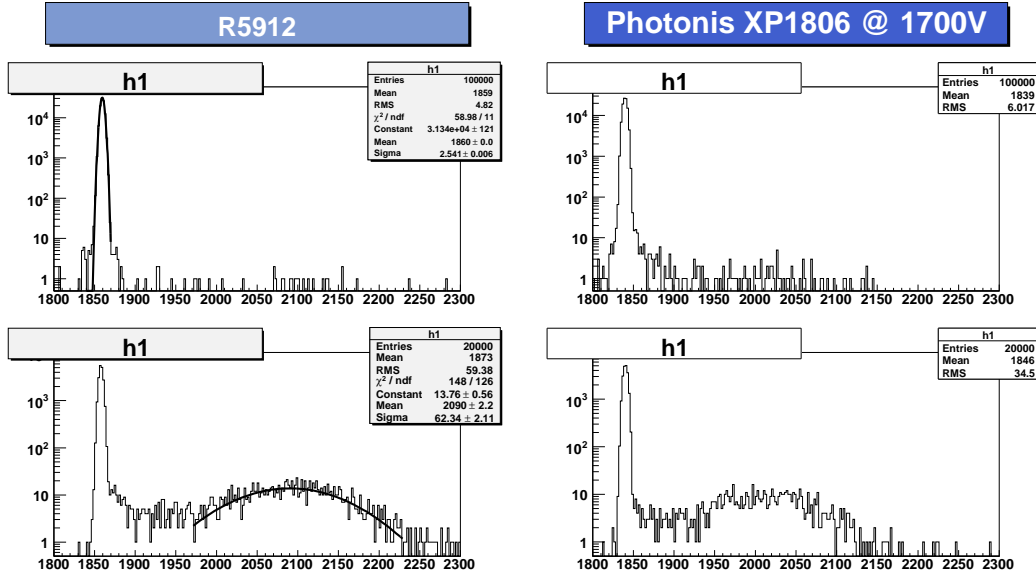 R5912
Photonis XP1806 @ 1700V
h1
h1
Entries 100000
Mean 1859
RMS 4.82
χ² / ndf 58.98 / 11
Constant 3.134e+04 ± 121
Mean 1860 ± 0.0
Sigma 2.541 ± 0.006
10⁴
10³
10²
10
1
1800 1850 1900 1950 2000 2050 2100 2150 2200 2250 2300
h1
h1
Entries 100000
Mean 1839
RMS 6.017
10⁴
10³
10²
10
1
1800 1850 1900 1950 2000 2050 2100 2150 2200 2250 2300
h1
h1
Entries 20000
Mean 1873
RMS 59.38
χ² / ndf 148 / 126
Constant 13.76 ± 0.56
Mean 2090 ± 2.2
Sigma 62.34 ± 2.11
10³
10²
10
1
1800 1850 1900 1950 2000 2050 2100 2150 2200 2250 2300
h1
h1
Entries 20000
Mean 1846
RMS 34.5
10³
10²
10
1
1800 1850 1900 1950 2000 2050 2100 2150 2200 2250 2300